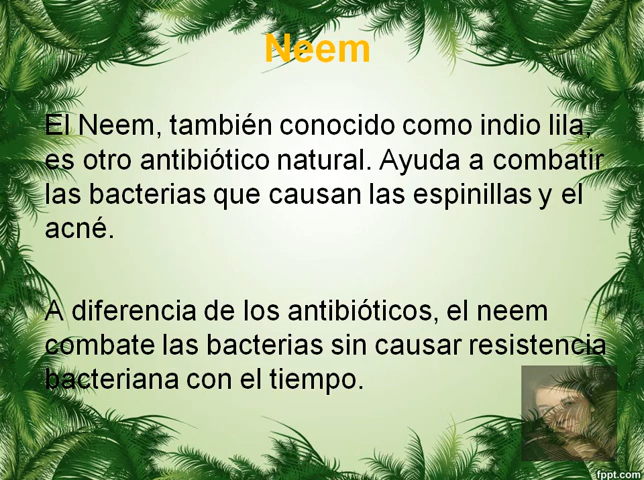 Neem
El Neem, también conocido como indio lila,
es otro antibiótico natural. Ayuda a combatir
las bacterias que causan las espinillas y el
acné.
A diferencia de los antibióticos, el neem
combate las bacterias sin causar resistencia
bacteriana con el tiempo.
fppt.com